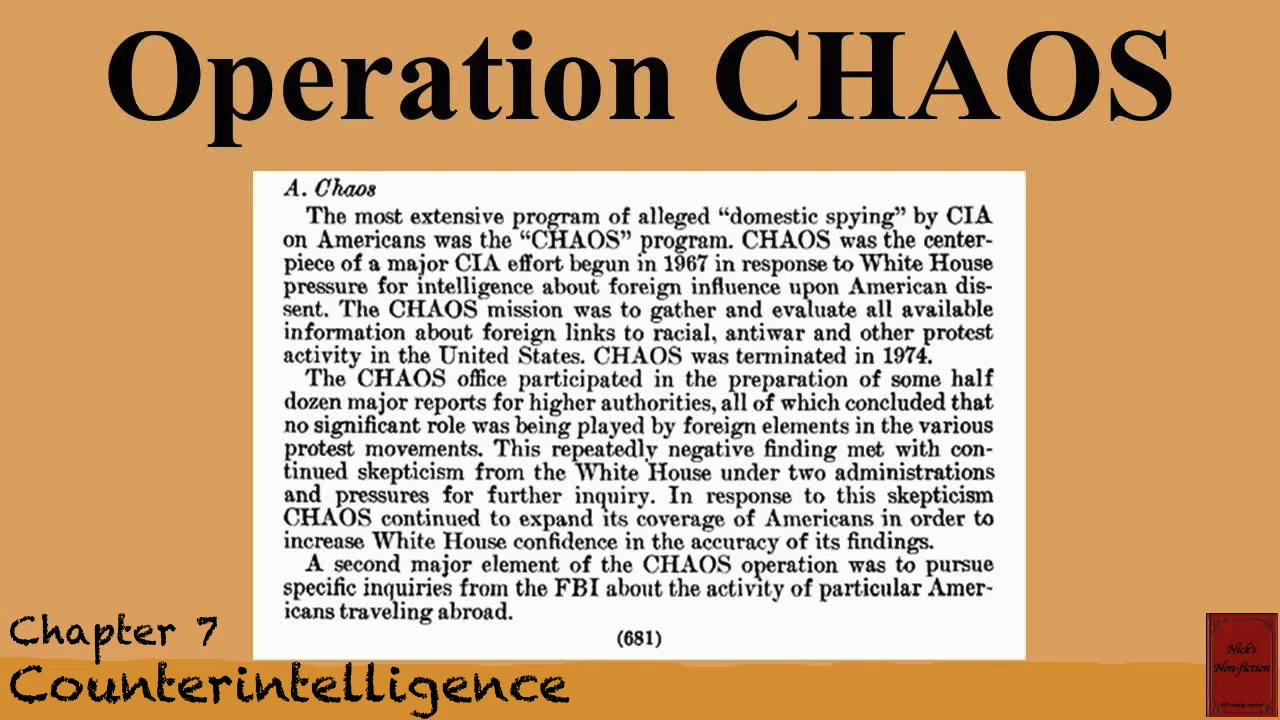 Operation CHAOS
A. Chaos
The most extensive program of alleged “domestic spying” by CIA
on Americans was the “CHAOS” program. CHAOS was the center-
piece of a major CIA effort begun in 1967 in response to White House
pressure for intelligence about foreign influence upon American dis-
sent. The CHAOS mission was to gather and evaluate all available
information about foreign links to racial, antiwar and other protest
activity in the United States. CHAOS was terminated in 1974.
The CHAOS office participated in the preparation of some half
dozen major reports for higher authorities, all of which concluded that
no significant role was being played by foreign elements in the various
protest movements. This repeatedly negative finding met with con-
tinued skepticism from the White House under two administrations
and pressures for further inquiry. In response to this skepticism
CHAOS continued to expand its coverage of Americans in order to
increase White House confidence in the accuracy of its findings.
A second major element of the CHAOS operation was to pursue
specific inquiries from the FBI about the activity of particular Amer-
icans traveling abroad.
(681)
Chapter 7
Counterintelligence
Nick's
Non-fiction